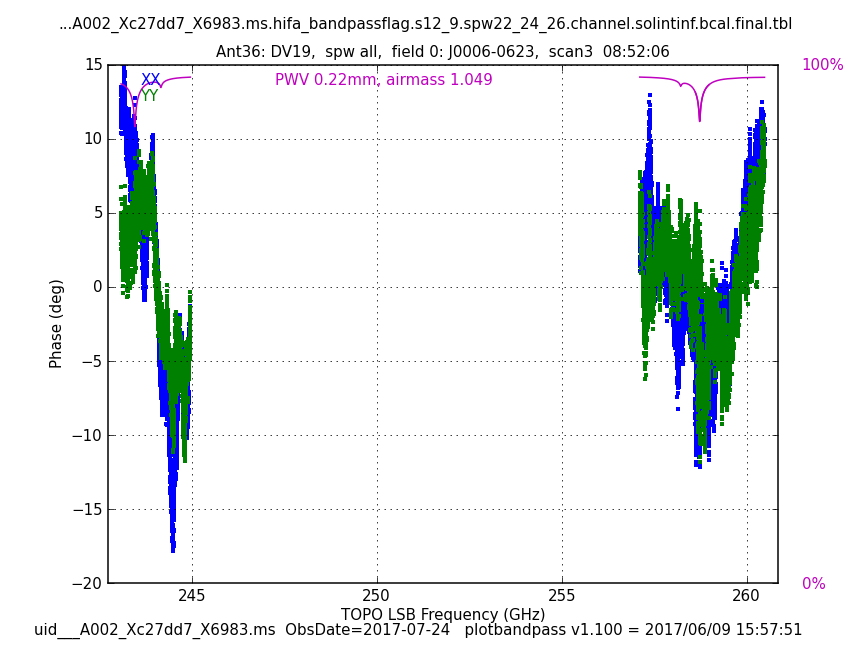 ...A002_Xc27dd7_X6983.ms.hifa_bandpassflag.s12_9.spw22_24_26.channel.solintinf.bcal.final.tbl
Ant36: DV19,  spw all,  field 0: J0006-0623,  scan3  08:52:06
15
10
5
0
−5
−10
−15
−20
Phase (deg)
XX
YY
PWV 0.22mm, airmass 1.049
100%
0%
245
250
255
260
TOPO LSB Frequency (GHz)
uid___A002_Xc27dd7_X6983.ms  ObsDate=2017-07-24   plotbandpass v1.100 = 2017/06/09 15:57:51